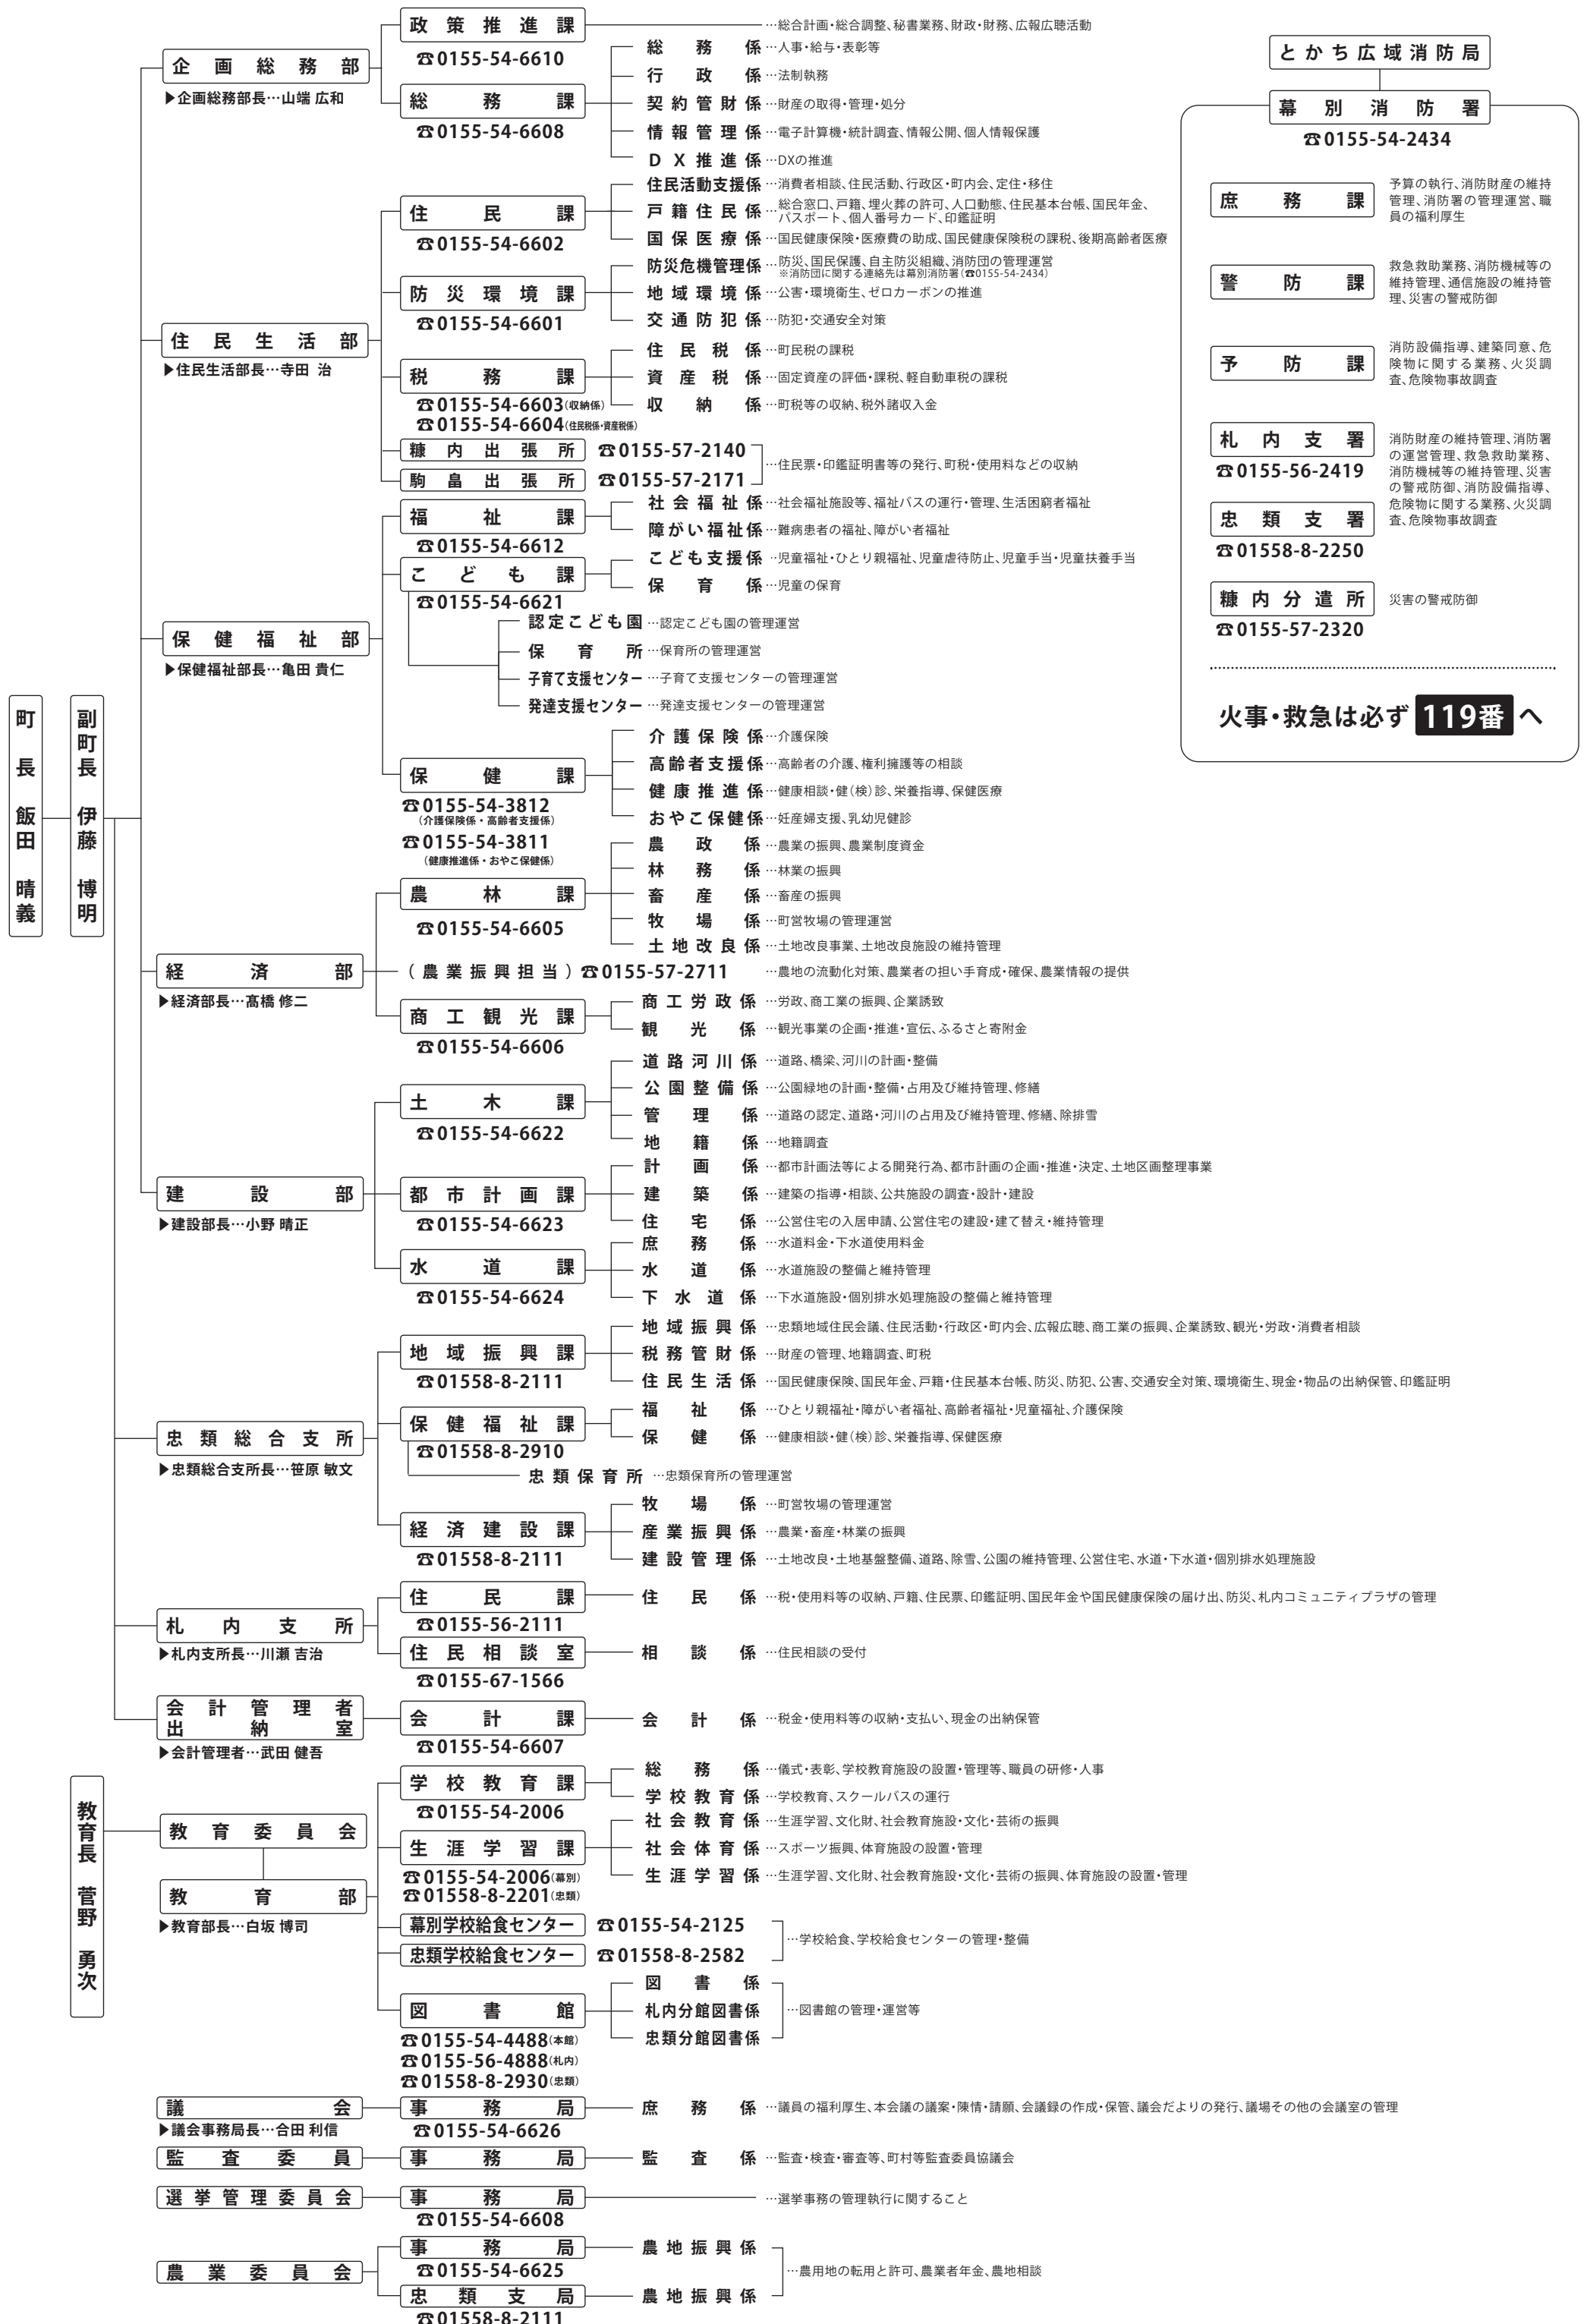 町長 飯田 晴義
副町長 伊藤 博明
企画総務部
▶企画総務部長…山端 広和
政策推進課
…総合計画・総合調整、秘書業務、財政・財務、広報広聴活動
☎0155-54-6610
総務課
☎0155-54-6608
総務係…人事・給与・表彰等
行政係…法制執務
契約管財係…財産の取得・管理・処分
情報管理係…電子計算機・統計調査、情報公開、個人情報保護
DX推進係…DXの推進
住民生活部
▶住民生活部長…寺田 治
住民課
☎0155-54-6602
住民活動支援係…消費者相談、住民活動、行政区・町内会、定住・移住
戸籍住民係…総合窓口、戸籍、埋火葬の許可、人口動態、住民基本台帳、国民年金、
パスポート、個人番号カード、印鑑証明
国保医療係…国民健康保険・医療費の助成、国民健康保険税の課税、後期高齢者医療
防災環境課
☎0155-54-6601
防災危機管理係…防災、国民保護、自主防災組織、消防団の管理運営
※消防団に関する連絡先は幕別消防署(☎0155-54-2434)
地域環境係…公害・環境衛生、ゼロカーボンの推進
交通防犯係…防犯・交通安全対策
税務課
☎0155-54-6603(収納係)
☎0155-54-6604(住民税係・資産税係)
住民税係…町民税の課税
資産税係…固定資産の評価・課税、軽自動車税の課税
収納係…町税等の収納、税外諸収入金
糠内出張所 ☎0155-57-2140
駒畠出張所 ☎0155-57-2171
…住民票・印鑑証明書等の発行、町税・使用料などの収納
保健福祉部
▶保健福祉部長…亀田 貴仁
福祉課
☎0155-54-6612
社会福祉係…社会福祉施設等、福祉バスの運行・管理、生活困窮者福祉
障がい福祉係…難病患者の福祉、障がい者福祉
こども課
☎0155-54-6621
こども支援係…児童福祉・ひとり親福祉、児童虐待防止、児童手当・児童扶養手当
保育係…児童の保育
認定こども園…認定こども園の管理運営
保育所…保育所の管理運営
子育て支援センター…子育て支援センターの管理運営
発達支援センター…発達支援センターの管理運営
保健課
☎0155-54-3812
(介護保険係・高齢者支援係)
☎0155-54-3811
(健康推進係・おやこ保健係)
介護保険係…介護保険
高齢者支援係…高齢者の介護、権利擁護等の相談
健康推進係…健康相談・健(検)診、栄養指導、保健医療
おやこ保健係…妊産婦支援、乳幼児健診
経済部
▶経済部長…髙橋 修二
農林課
☎0155-54-6605
農政係…農業の振興、農業制度資金
林務係…林業の振興
畜産係…畜産の振興
牧場係…町営牧場の管理運営
土地改良係…土地改良事業、土地改良施設の維持管理
(農業振興担当)☎0155-57-2711 …農地の流動化対策、農業者の担い手育成・確保、農業情報の提供
商工観光課
☎0155-54-6606
商工労政係…労政、商工業の振興、企業誘致
観光係…観光事業の企画・推進・宣伝、ふるさと寄附金
建設部
▶建設部長…小野 晴正
土木課
☎0155-54-6622
道路河川係…道路、橋梁、河川の計画・整備
公園整備係…公園緑地の計画・整備・占用及び維持管理、修繕
管理係…道路の認定、道路・河川の占用及び維持管理、修繕、除排雪
地籍係…地籍調査
都市計画課
☎0155-54-6623
計画係…都市計画法等による開発行為、都市計画の企画・推進・決定、土地区画整理事業
建築係…建築の指導・相談、公共施設の調査・設計・建設
住宅係…公営住宅の入居申請、公営住宅の建設・建て替え・維持管理
水道課
☎0155-54-6624
庶務係…水道料金・下水道使用料金
水道係…水道施設の整備と維持管理
下水道係…下水道施設・個別排水処理施設の整備と維持管理
忠類総合支所
▶忠類総合支所長…笹原 敏文
地域振興課
☎01558-8-2111
地域振興係…忠類地域住民会議、住民活動・行政区・町内会、広報広聴、商工業の振興、企業誘致、観光・労政・消費者相談
税務管財係…財産の管理、地籍調査、町税
住民生活係…国民健康保険、国民年金、戸籍・住民基本台帳、防災、防犯、公害、交通安全対策、環境衛生、現金・物品の出納保管、印鑑証明
保健福祉課
☎01558-8-2910
福祉係…ひとり親福祉・障がい者福祉、高齢者福祉・児童福祉、介護保険
保健係…健康相談・健(検)診、栄養指導、保健医療
忠類保育所 …忠類保育所の管理運営
経済建設課
☎01558-8-2111
牧場係…町営牧場の管理運営
産業振興係…農業・畜産・林業の振興
建設管理係…土地改良・土地基盤整備、道路、除雪、公園の維持管理、公営住宅、水道・下水道・個別排水処理施設
札内支所
▶札内支所長…川瀬 吉治
住民課
☎0155-56-2111
住民係…税・使用料等の収納、戸籍、住民票、印鑑証明、国民年金や国民健康保険の届け出、防災、札内コミュニティプラザの管理
住民相談室
☎0155-67-1566
相談係…住民相談の受付
会計管理者
出納室
▶会計管理者…武田 健吾
会計課
☎0155-54-6607
会計係…税金・使用料等の収納・支払い、現金の出納保管
教育長 菅野 勇次
教育委員会
教育部
▶教育部長…白坂 博司
学校教育課
☎0155-54-2006
総務係…儀式・表彰、学校教育施設の設置・管理等、職員の研修・人事
学校教育係…学校教育、スクールバスの運行
生涯学習課
☎0155-54-2006(幕別)
☎01558-8-2201(忠類)
社会教育係…生涯学習、文化財、社会教育施設・文化・芸術の振興
社会体育係…スポーツ振興、体育施設の設置・管理
生涯学習係…生涯学習、文化財、社会教育施設・文化・芸術の振興、体育施設の設置・管理
幕別学校給食センター ☎0155-54-2125
忠類学校給食センター ☎01558-8-2582
…学校給食、学校給食センターの管理・整備
図書館
☎0155-54-4488(本館)
☎0155-56-4888(札内)
☎01558-8-2930(忠類)
図書係
札内分館図書係
忠類分館図書係
…図書館の管理・運営等
議会
▶議会事務局長…合田 利信
事務局
☎0155-54-6626
庶務係…議員の福利厚生、本会議の議案・陳情・請願、会議録の作成・保管、議会だよりの発行、議場その他の会議室の管理
監査委員
事務局
監査係…監査・検査・審査等、町村等監査委員協議会
選挙管理委員会
事務局
…選挙事務の管理執行に関すること
☎0155-54-6608
農業委員会
事務局
☎0155-54-6625
農地振興係
忠類支局
☎01558-8-2111
農地振興係
…農用地の転用と許可、農業者年金、農地相談
とかち広域消防局
幕別消防署
☎0155-54-2434
庶務課
予算の執行、消防財産の維持
管理、消防署の管理運営、職
員の福利厚生
警防課
救急救助業務、消防機械等の
維持管理、通信施設の維持管
理、災害の警戒防御
予防課
消防設備指導、建築同意、危
険物に関する業務、火災調
査、危険物事故調査
札内支署
☎0155-56-2419
忠類支署
☎01558-8-2250
消防財産の維持管理、消防署
の運営管理、救急救助業務、
消防機械等の維持管理、災害
の警戒防御、消防設備指導、
危険物に関する業務、火災調
査、危険物事故調査
糠内分遣所
☎0155-57-2320
災害の警戒防御
火事・救急は必ず119番へ